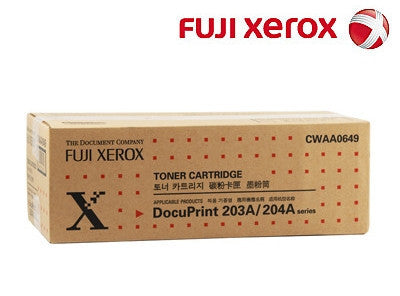 FUJI xerox
THE DOCUMENT COMPANY
FUJI XEROX
CWAA0649
TONER CARTRIDGE
토너 카트리지 碳粉卡匣 墨粉筒
APPLICABLE PRODUCTS
DocuPrint 203A/204A series
X